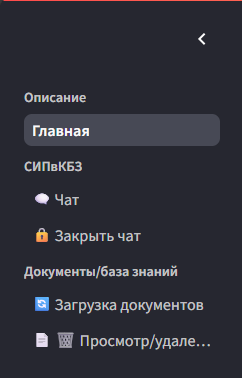 Описание
Главная
СИПвКБЗ
Чат
Закрыть чат
Документы/база знаний
Загрузка документов
Просмотр/удале...